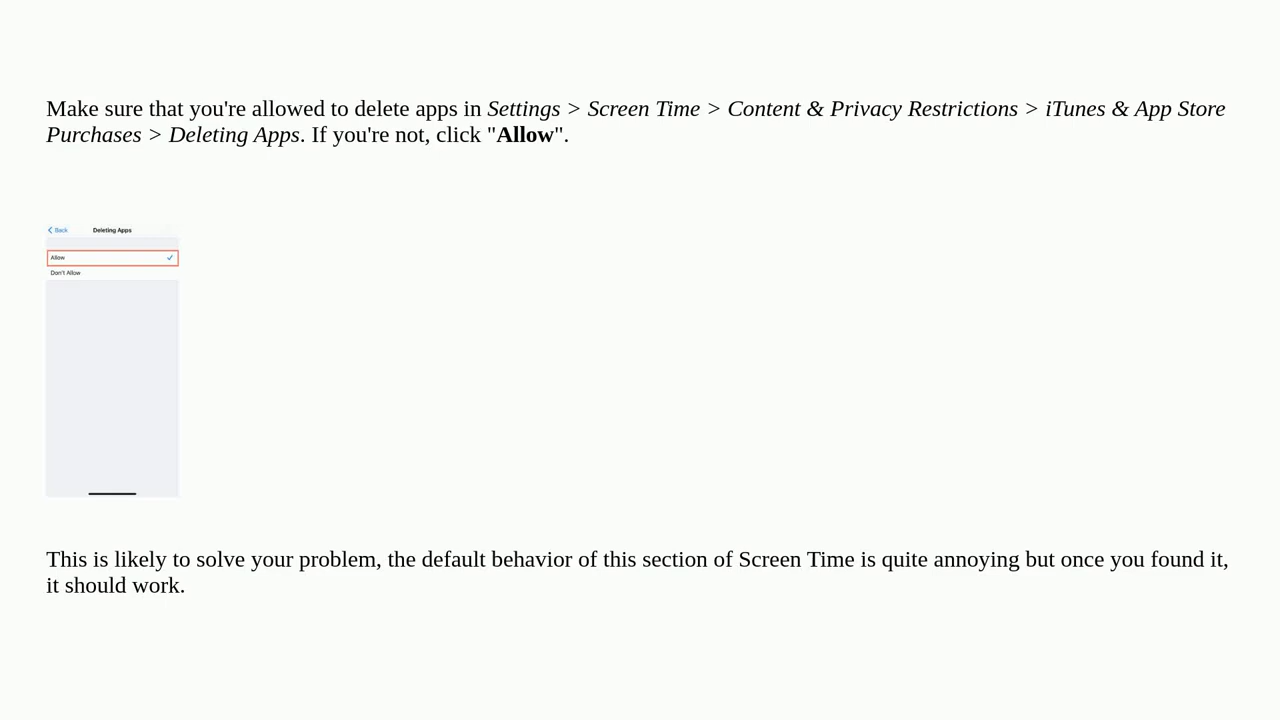 Make sure that you're allowed to delete apps in Settings > Screen Time > Content & Privacy Restrictions > iTunes & App Store
Purchases > Deleting Apps. If you're not, click "Allow".
Back Deleting Apps
Allow
Don't Allow
This is likely to solve your problem, the default behavior of this section of Screen Time is quite annoying but once you found it,
it should work.